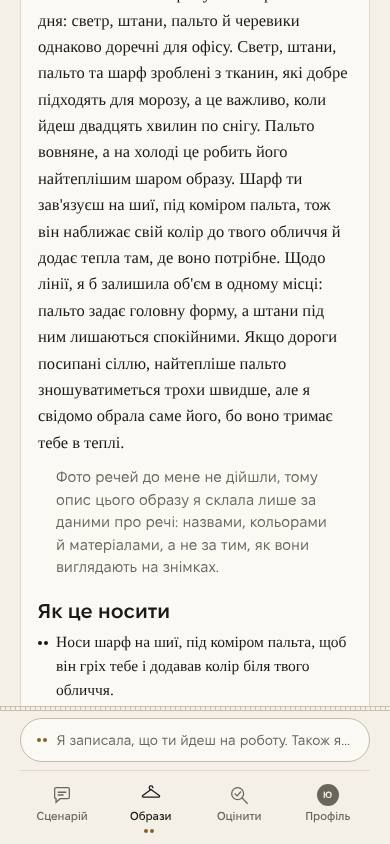 дня: светр, штани, пальто й черевики
однаково доречні для офісу. Светр, штани,
пальто та шарф зроблені з тканин, які добре
підходять для морозу, а це важливо, коли
йдеш двадцять хвилин по снігу. Пальто
вовняне, а на холоді це робить його
найтеплішим шаром образу. Шарф ти
зав'язуєш на шиї, під коміром пальта, тож
він наближає свій колір до твого обличчя й
додає тепла там, де воно потрібне. Щодо
лінії, я б залишила об'єм в одному місці:
пальто задає головну форму, а штани під
ним лишаються спокійними. Якщо дороги
посипані сіллю, найтепліше пальто
зношуватиметься трохи швидше, але я
свідомо обрала саме його, бо воно тримає
тебе в теплі.
Фото речей до мене не дійшли, тому
опис цього образу я склала лише за
даними про речі: назвами, кольорами
й матеріалами, а не за тим, як вони
виглядають на знімках.
Як це носити
Носи шарф на шиї, під коміром пальта, щоб
він гріх тебе і додавав колір біля твого
обличчя.
Я записала, що ти йдеш на роботу. Також я...
Сценарій
Образи
Оцінити
Ю
Профіль